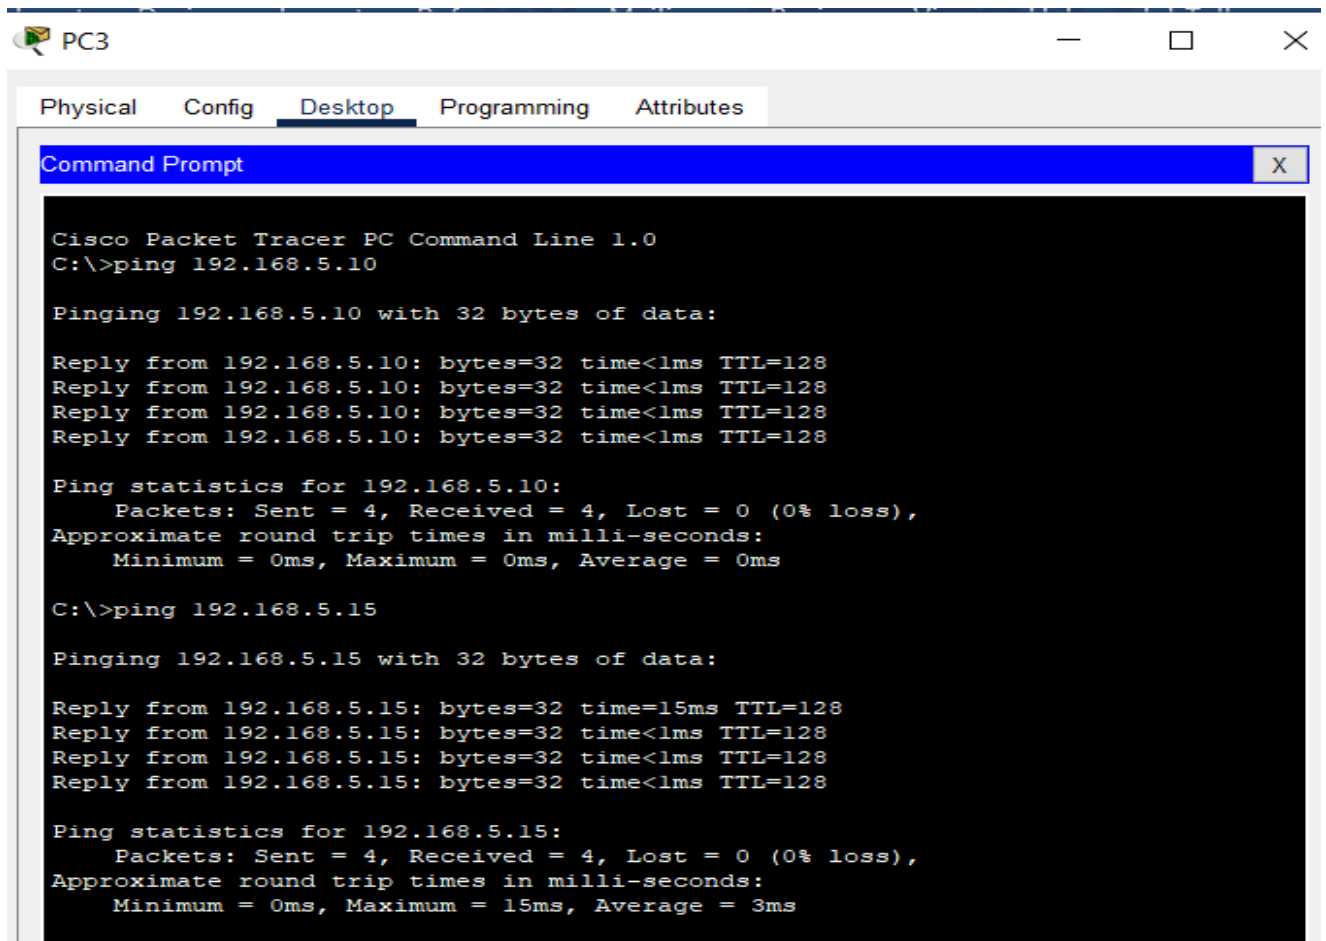 PC3
Physical Config Desktop Programming Attributes
Command Prompt
X
Cisco Packet Tracer PC Command Line 1.0
C:\>ping 192.168.5.10
Pinging 192.168.5.10 with 32 bytes of data:
Reply from 192.168.5.10: bytes=32 time<1ms TTL=128
Reply from 192.168.5.10: bytes=32 time<1ms TTL=128
Reply from 192.168.5.10: bytes=32 time<1ms TTL=128
Reply from 192.168.5.10: bytes=32 time<1ms TTL=128
Ping statistics for 192.168.5.10:
    Packets: Sent = 4, Received = 4, Lost = 0 (0% loss),
Approximate round trip times in milli-seconds:
    Minimum = 0ms, Maximum = 0ms, Average = 0ms
C:\>ping 192.168.5.15
Pinging 192.168.5.15 with 32 bytes of data:
Reply from 192.168.5.15: bytes=32 time=15ms TTL=128
Reply from 192.168.5.15: bytes=32 time<1ms TTL=128
Reply from 192.168.5.15: bytes=32 time<1ms TTL=128
Reply from 192.168.5.15: bytes=32 time<1ms TTL=128
Ping statistics for 192.168.5.15:
    Packets: Sent = 4, Received = 4, Lost = 0 (0% loss),
Approximate round trip times in milli-seconds:
    Minimum = 0ms, Maximum = 15ms, Average = 3ms